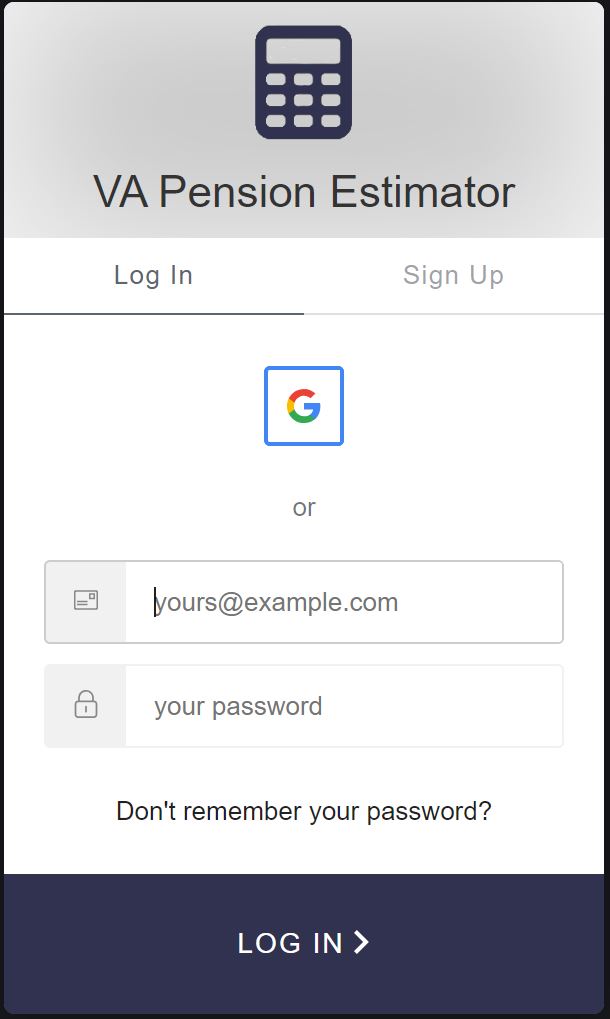 VA Pension Estimator
Log In
Sign Up
or
yours@example.com
your password
Don't remember your password?
LOG IN